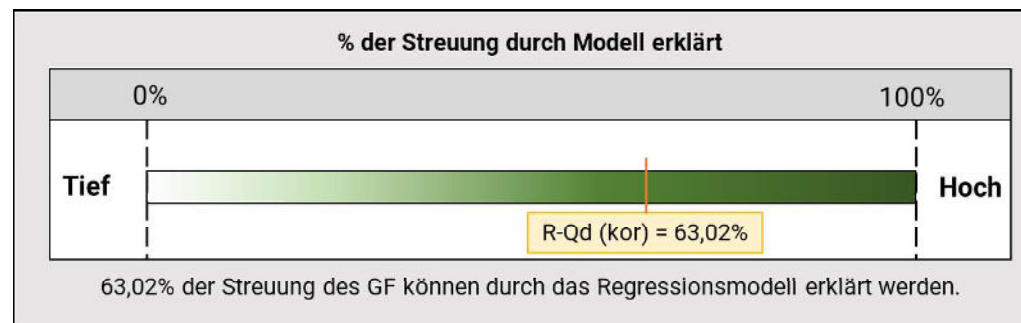 % der Streuung durch Modell erklärt
0% 100%
Tief Hoch
R-Qd (kor) = 63,02%
63,02% der Streuung des GF können durch das Regressionsmodell erklärt werden.